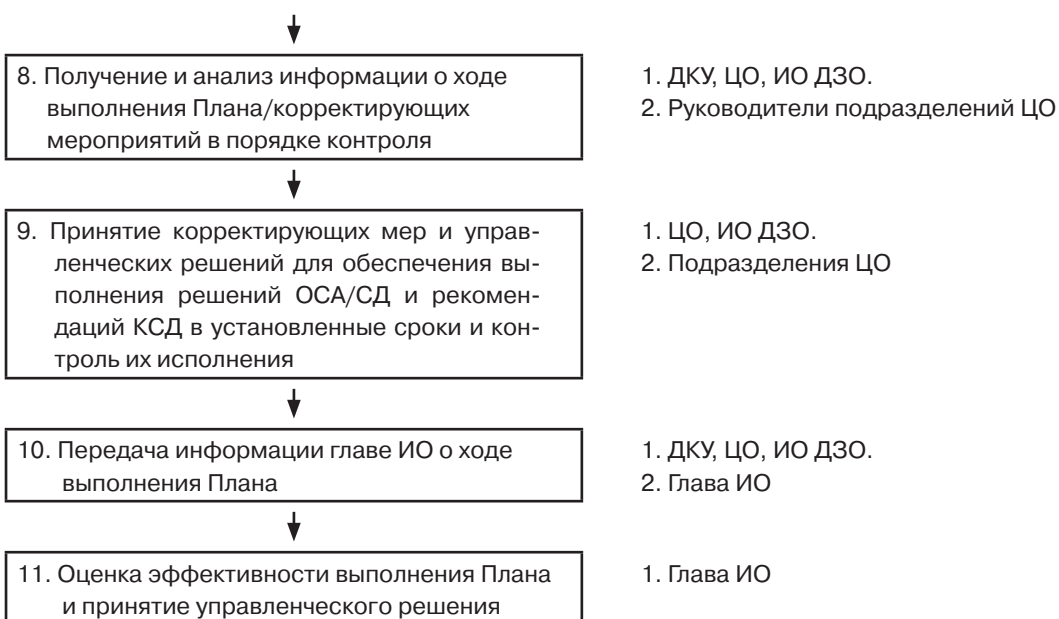 8. Получение и анализ информации о ходе
выполнения Плана/корректирующих
мероприятий в порядке контроля
1. ДКУ, ЦО, ИО ДЗО.
2. Руководители подразделений ЦО
9. Принятие корректирующих мер и управ-
ленческих решений для обеспечения вы-
полнения решений ОСА/СД и рекомен-
даций КСД в установленные сроки и кон-
троль их исполнения
1. ЦО, ИО ДЗО.
2. Подразделения ЦО
10. Передача информации главе ИО о ходе
выполнения Плана
1. ДКУ, ЦО, ИО ДЗО.
2. Глава ИО
11. Оценка эффективности выполнения Плана
и принятие управленческого решения
1. Глава ИО